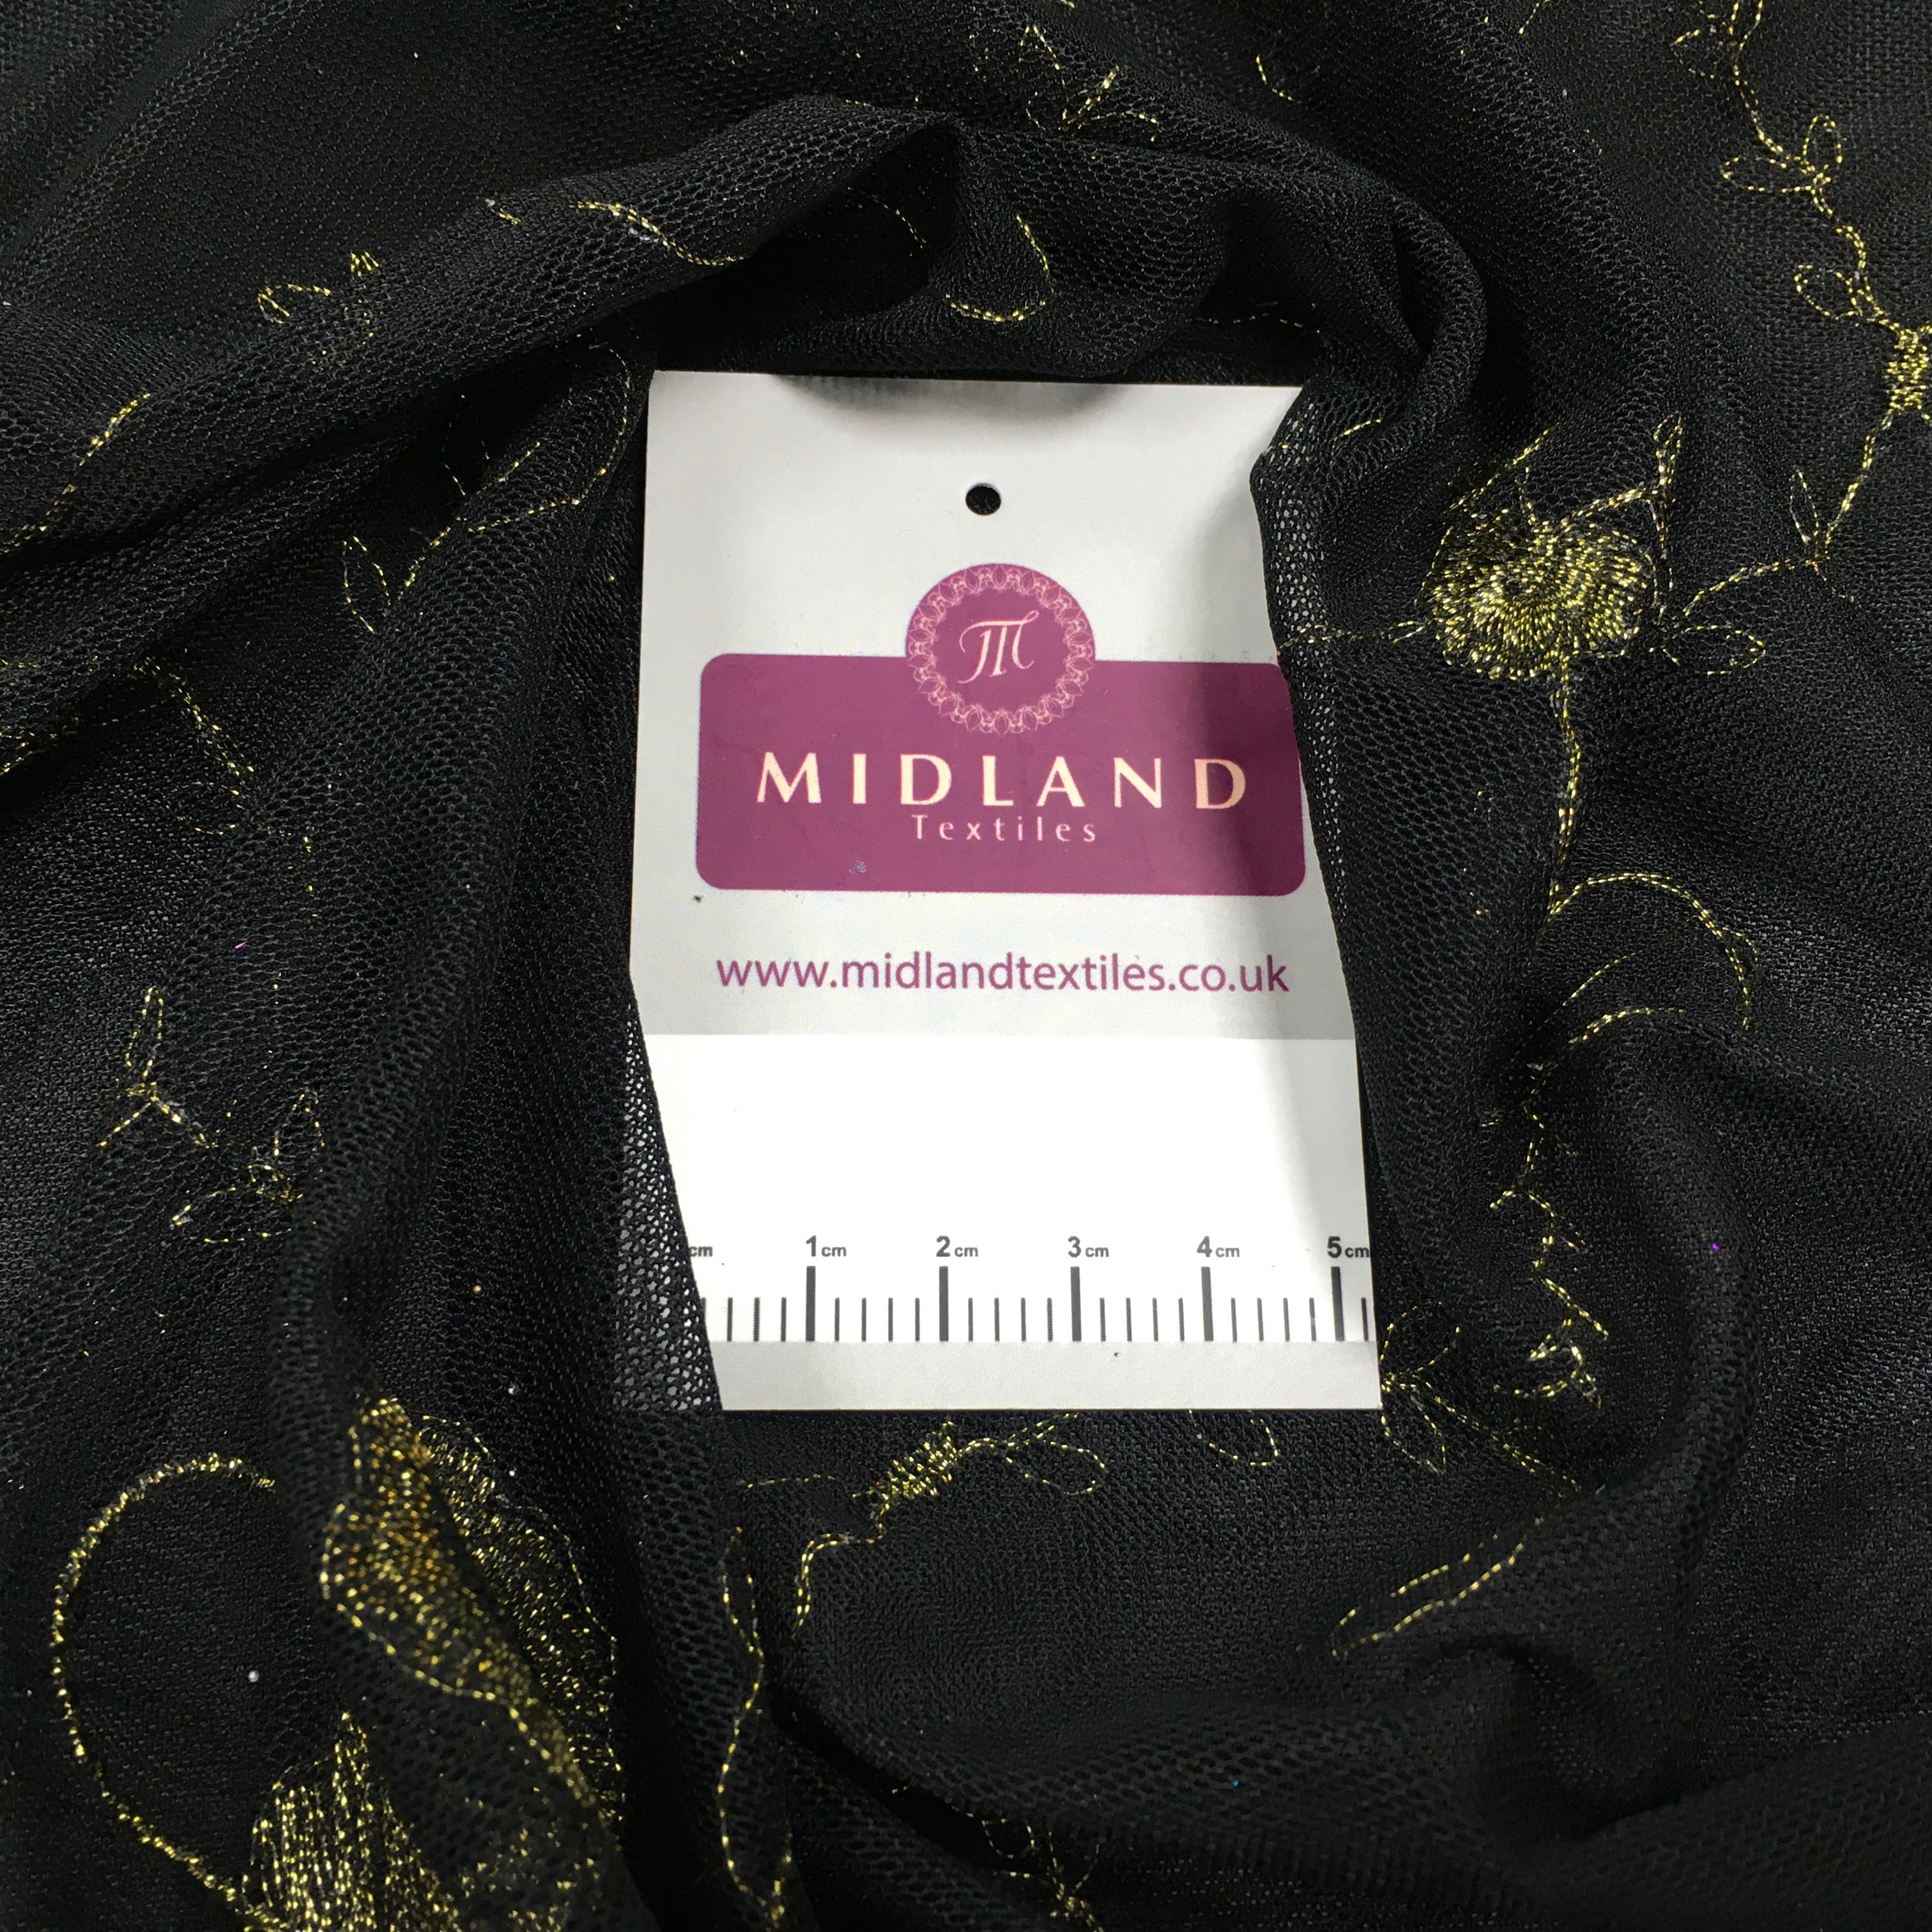 M
MIDLAND
Textiles
www.midlandtextiles.co.uk
cm 1cm 2cm 3cm 4cm 5cm